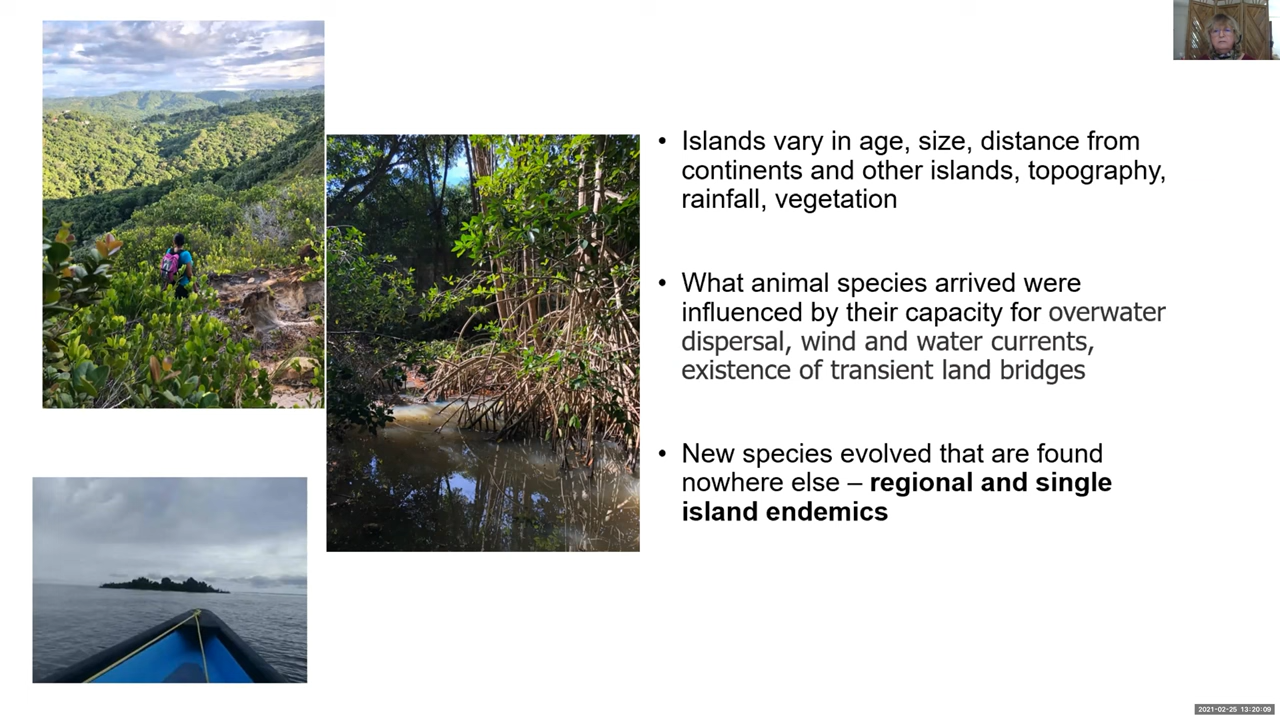 • Islands vary in age, size, distance from
continents and other islands, topography,
rainfall, vegetation
• What animal species arrived were
influenced by their capacity for overwater
dispersal, wind and water currents,
existence of transient land bridges
• New species evolved that are found
nowhere else – regional and single
island endemics
2021-02-25 13:20:09